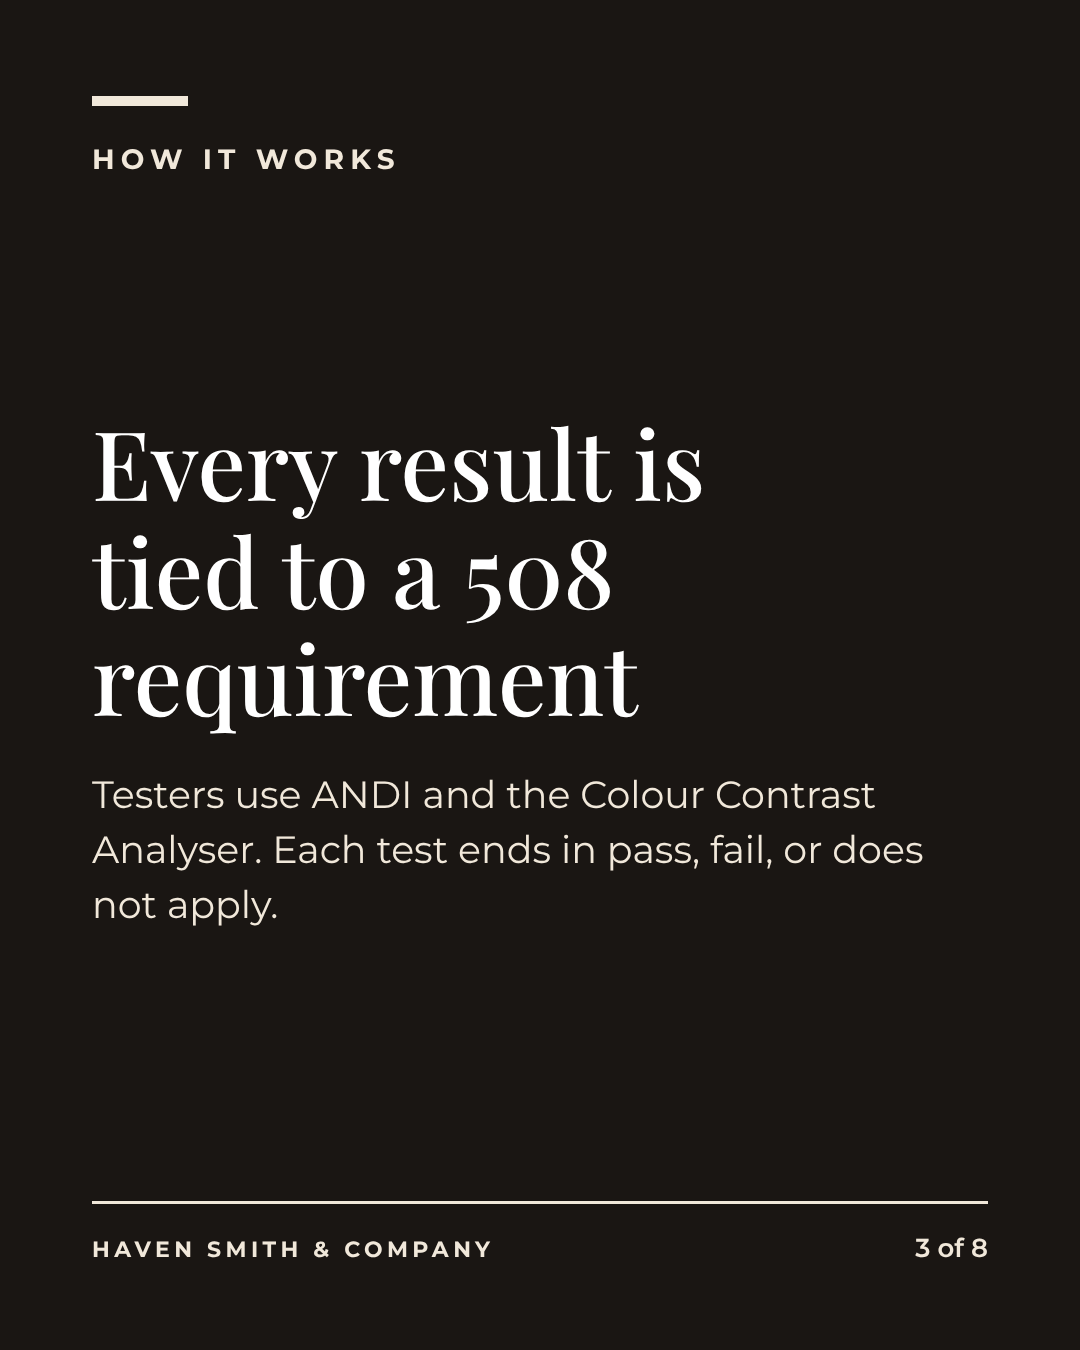 HOW IT WORKS
Every result is
tied to a 508
requirement
Testers use ANDI and the Colour Contrast
Analyser. Each test ends in pass, fail, or does
not apply.
HAVEN SMITH & COMPANY
3 of 8